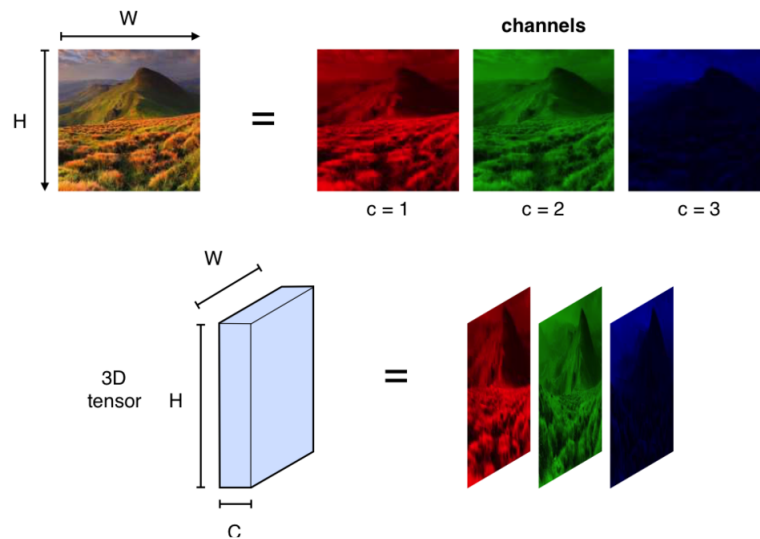 W
channels
H
=
c = 1
c = 2
c = 3
W
3D
tensor
H
=
C